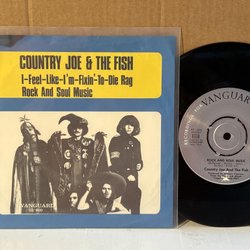 COUNTRY JOE & THE FISH
I-Feel-Like-I'm-Fixin'-To-Die Rag
Rock And Soul Music
VANGUARD
VANGUARD
ROCK AND SOUL MUSIC
Country Joe And The Fish